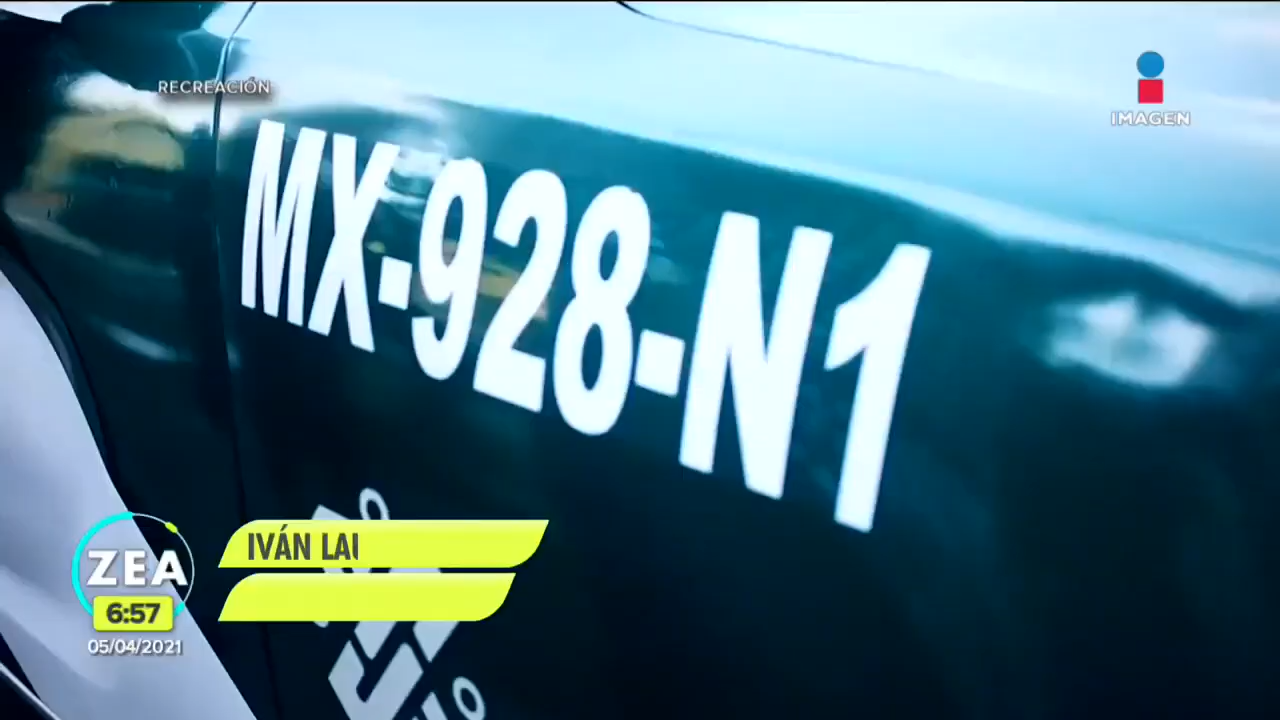 RECREACIÓN
IMAGEN
MX-928-N1
IVÁN LAI
ZEA
6:57
05/04/2021